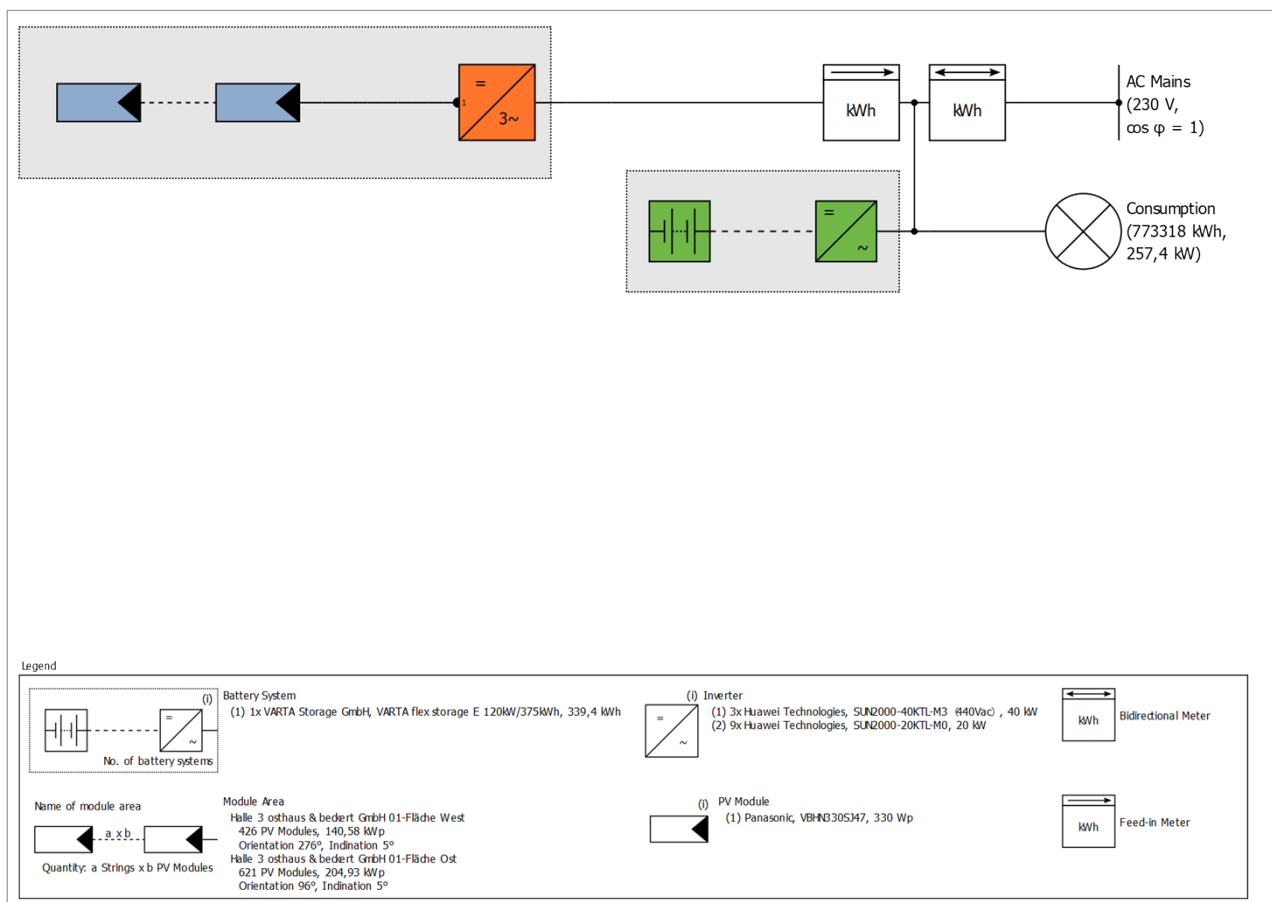 =
1
3~
kWh
kWh
AC Mains
(230 V,
cos φ = 1)
=
~
Consumption
(773318 kWh,
257,4 kW)
Legend
(i)
=
~
No. of battery systems
Battery System
(1) 1x VARTA Storage GmbH, VARTA flex storage E 120kW/375kWh, 339,4 kWh
(i) Inverter
=
~
(1) 3x Huawei Technologies, SUN2000-40KTL-M3 (440Vac) , 40 kW
(2) 9x Huawei Technologies, SUN2000-20KTL-M0, 20 kW
kWh
Bidirectional Meter
Name of module area
a x b
Quantity: a Strings x b PV Modules
Module Area
Halle 3 osthaus & beckert GmbH 01-Fläche West
426 PV Modules, 140,58 kWp
Orientation 276°, Inclination 5°
Halle 3 osthaus & beckert GmbH 01-Fläche Ost
621 PV Modules, 204,93 kWp
Orientation 96°, Inclination 5°
(i) PV Module
(1) Panasonic, VBHN330SJ47, 330 Wp
kWh
Feed-in Meter